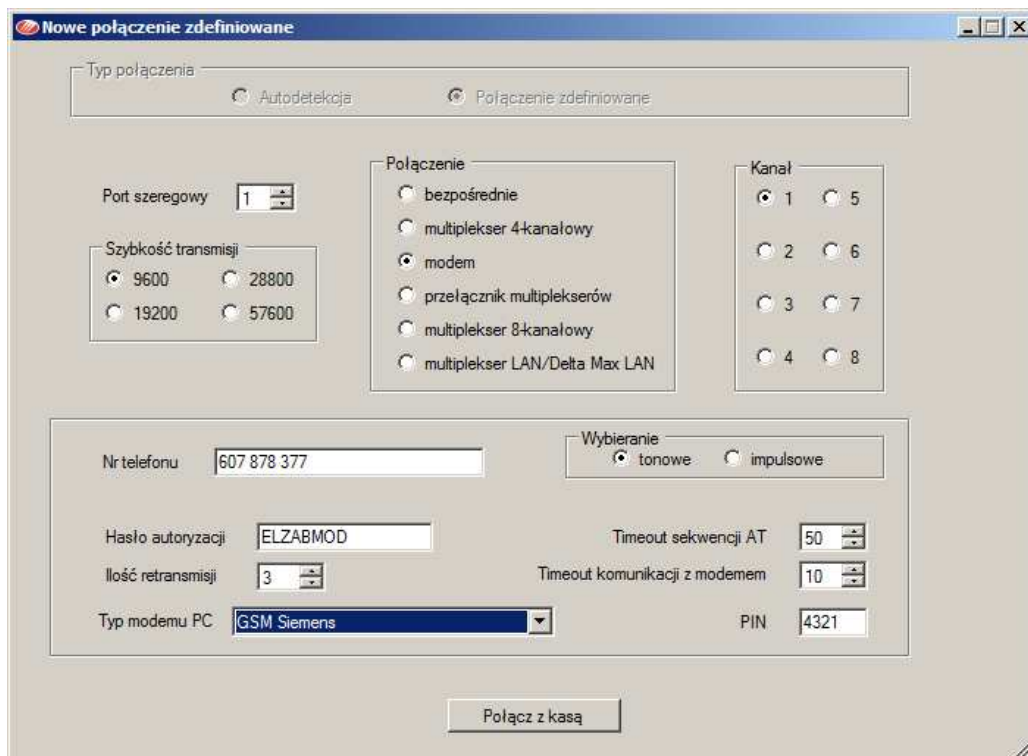 Nowe połączenie zdefiniowane
Typ połączenia
Autodetekcja Połączenie zdefiniowane
Port szeregowy 1
Szybkość transmisji
9600 28800
19200 57600
Połączenie
bezpośrednie
multiplekser 4-kanałowy
modem
przełącznik multiplekserów
multiplekser 8-kanałowy
multiplekser LAN/Delta Max LAN
Kanał
1 5
2 6
3 7
4 8
Nr telefonu 607 878 377
Wybieranie
tonowe impulsowe
Hasło autoryzacji ELZABMOD
Timeout sekwencji AT 50
Ilość retransmisji 3
Timeout komunikacji z modemem 10
Typ modemu PC GSM Siemens
PIN 4321
Połącz z kasą